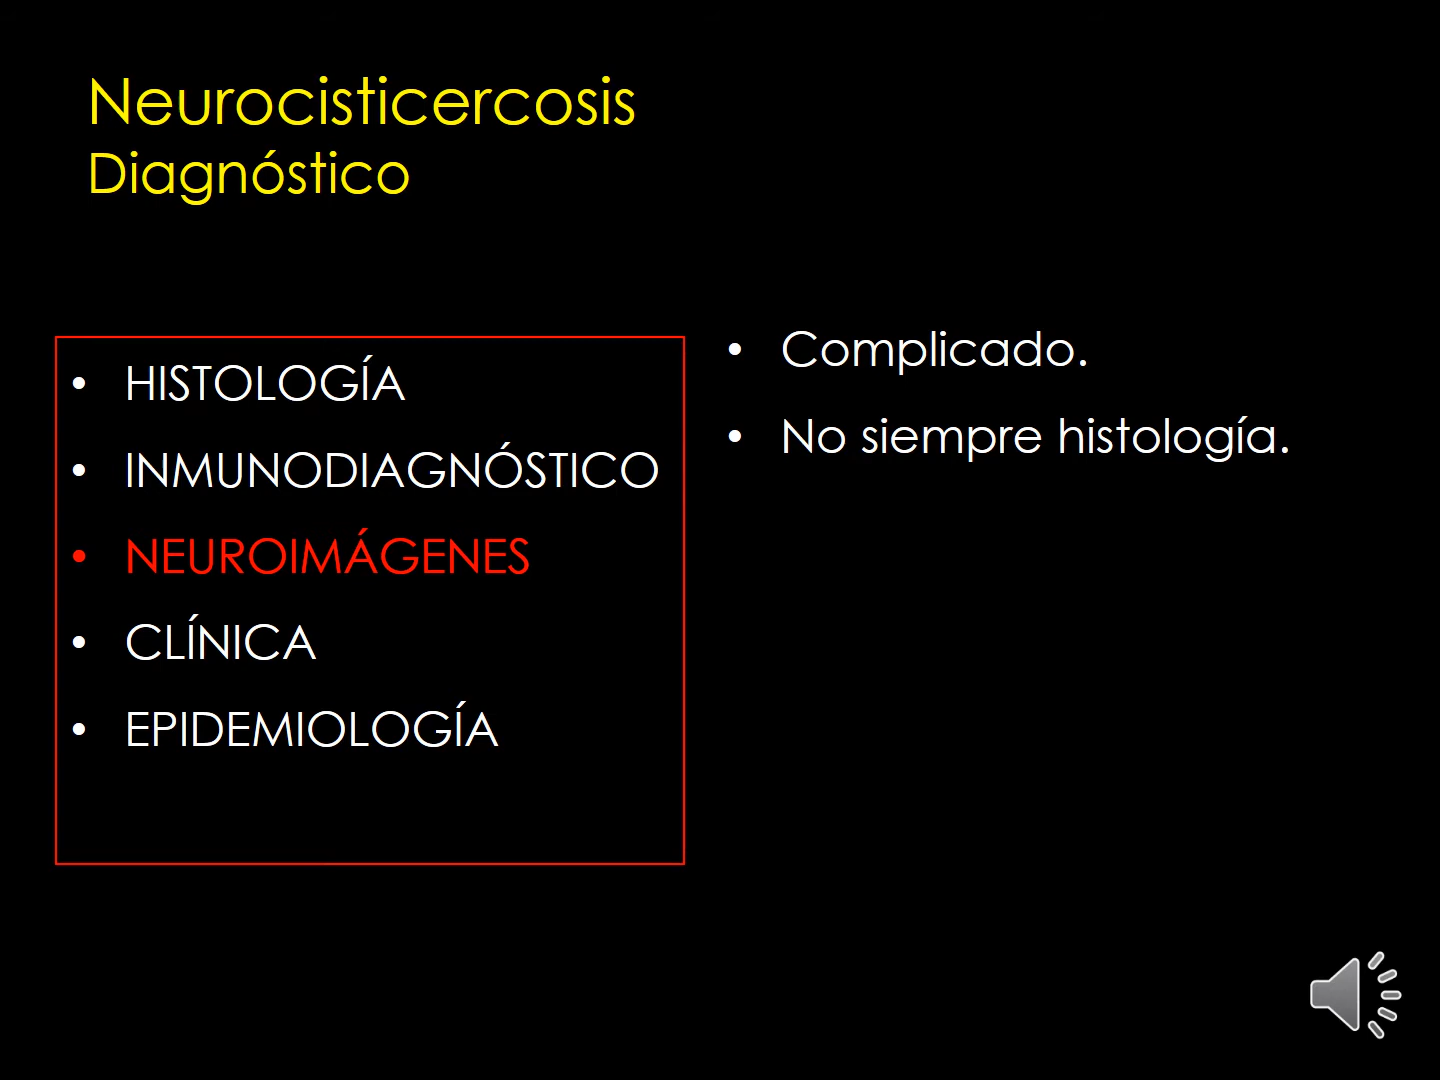 Neurocisticercosis
Diagnóstico
• HISTOLOGÍA
• INMUNODIAGNÓSTICO
• NEUROIMÁGENES
• CLÍNICA
• EPIDEMIOLOGÍA
• Complicado.
• No siempre histología.